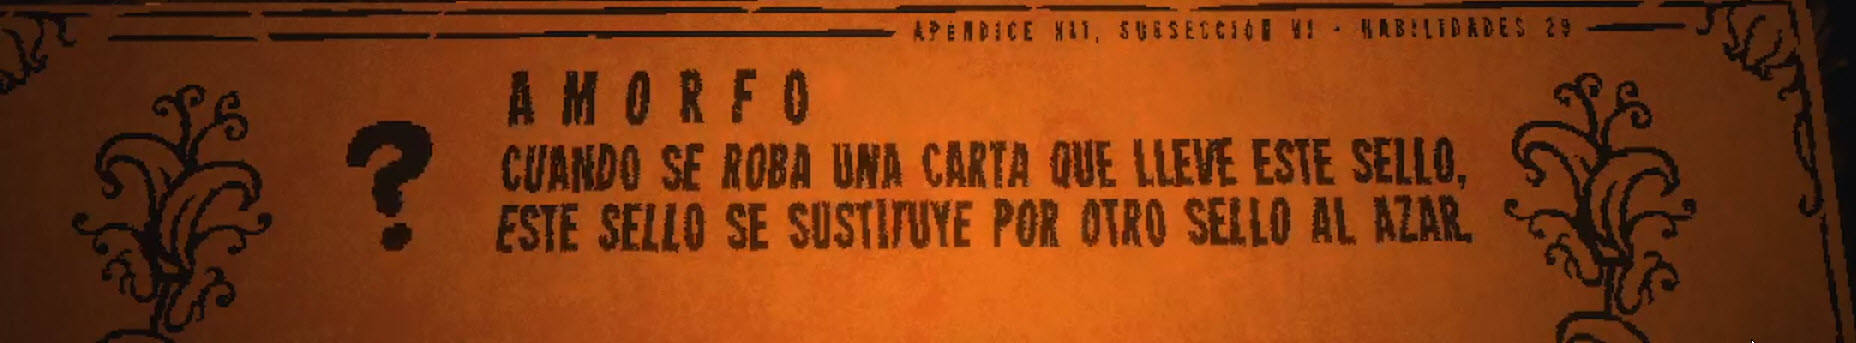 APÉNDICE XII, SUBSECCIÓN VI - HABILIDADES 29
AMORFO
?
CUANDO SE ROBA UNA CARTA QUE LLEVE ESTE SELLO,
ESTE SELLO SE SUSTITUYE POR OTRO SELLO AL AZAR.